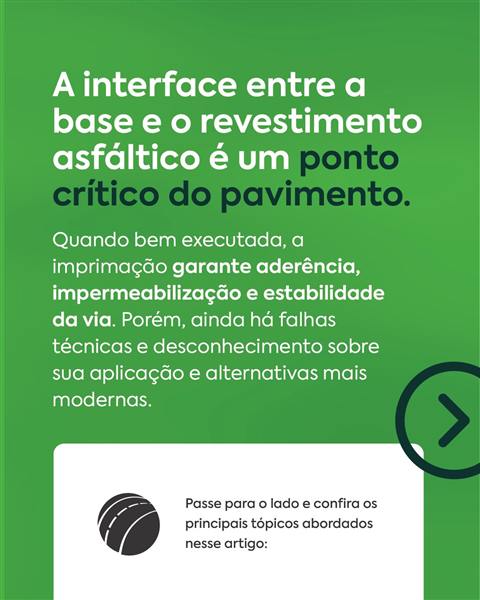 A interface entre a
base e o revestimento
asfáltico é um ponto
crítico do pavimento.
Quando bem executada, a
imprimação garante aderência,
impermeabilização e estabilidade
da via. Porém, ainda há falhas
técnicas e desconhecimento sobre
sua aplicação e alternativas mais
modernas.
Passe para o lado e confira os
principais tópicos abordados
nesse artigo: